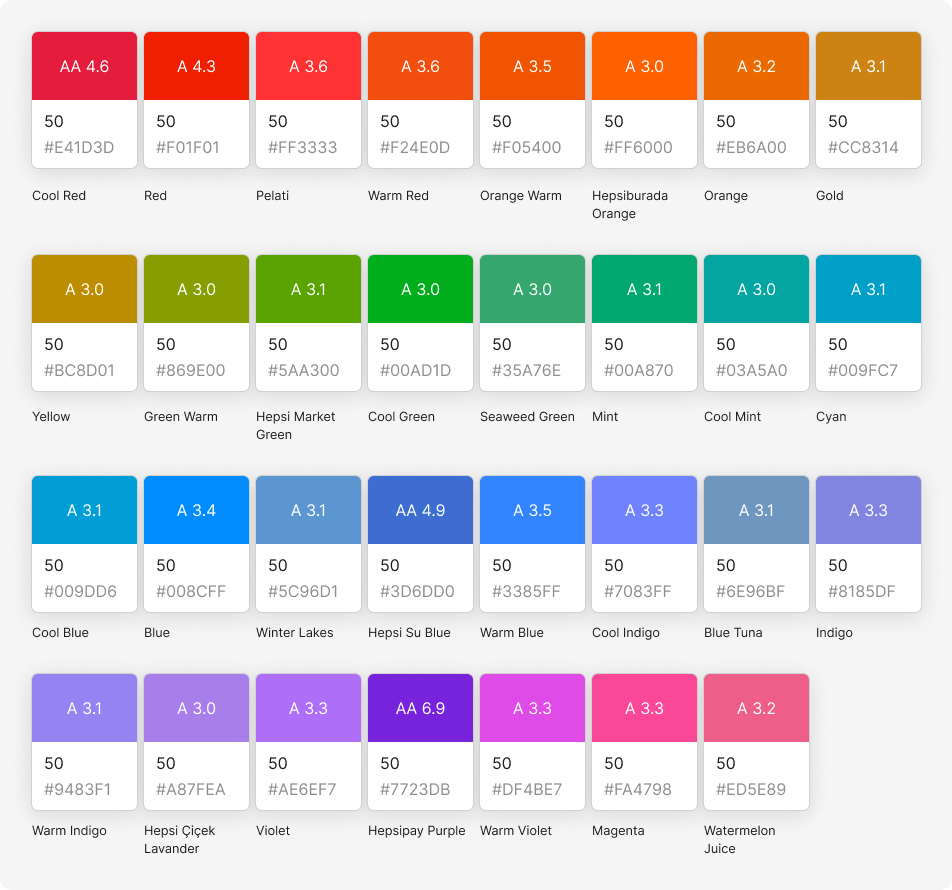 AA 4.6
50
#E41D3D
Cool Red
A 4.3
50
#F01F01
Red
A 3.6
50
#FF3333
Pelati
A 3.6
50
#F24E0D
Warm Red
A 3.5
50
#F05400
Orange Warm
A 3.0
50
#FF6000
Hepsiburada
Orange
A 3.2
50
#EB6A00
Orange
A 3.1
50
#CC8314
Gold
A 3.0
50
#BC8D01
Yellow
A 3.0
50
#869E00
Green Warm
A 3.1
50
#5AA300
Hepsi Market
Green
A 3.0
50
#00AD1D
Cool Green
A 3.0
50
#35A76E
Seaweed Green
A 3.1
50
#00A870
Mint
A 3.0
50
#03A5A0
Cool Mint
A 3.1
50
#009FC7
Cyan
A 3.1
50
#009DD6
Cool Blue
A 3.4
50
#008CFF
Blue
A 3.1
50
#5C96D1
Winter Lakes
AA 4.9
50
#3D6DD0
Hepsi Su Blue
A 3.5
50
#3385FF
Warm Blue
A 3.3
50
#7083FF
Cool Indigo
A 3.1
50
#6E96BF
Blue Tuna
A 3.3
50
#8185DF
Indigo
A 3.1
50
#9483F1
Warm Indigo
A 3.0
50
#A87FEA
Hepsi Çiçek
Lavander
A 3.3
50
#AE6EF7
Violet
AA 6.9
50
#7723DB
Hepsipay Purple
A 3.3
50
#DF4BE7
Warm Violet
A 3.3
50
#FA4798
Magenta
A 3.2
50
#ED5E89
Watermelon
Juice